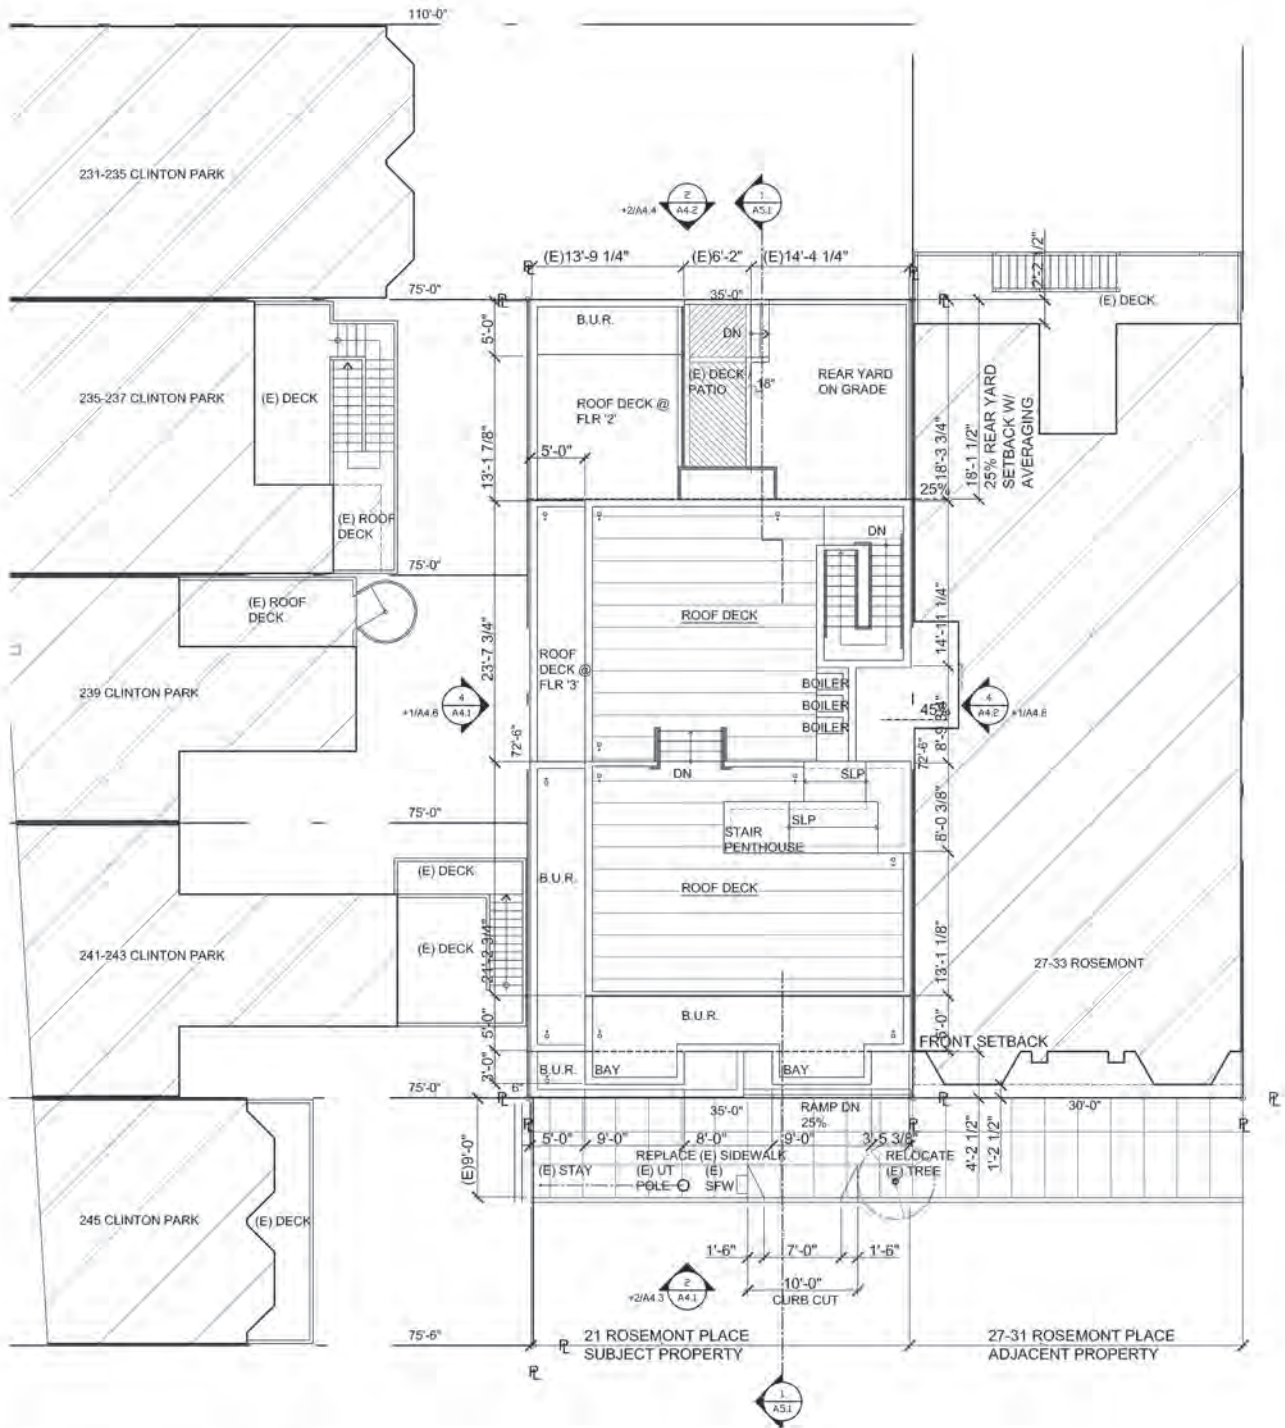 110'-0"
231-235 CLINTON PARK
2
A4.2
+2/A4.4
1
A5.1
(E)13'-9 1/4"
(E)6'-2"
(E)14'-4 1/4"
2'-2 1/2"
75'-0"
35'-0"
(E) DECK
5'-0"
B.U.R.
DN
235-237 CLINTON PARK
(E) DECK
(E) DECK /
PATIO
18"
REAR YARD
ON GRADE
ROOF DECK @
FLR '2'
13'-1 7/8"
5'-0"
18'-3 3/4"
18'-1 1/2"
25% REAR YARD
SETBACK W/
AVERAGING
25%
(E) ROOF
DECK
DN
75'-0"
(E) ROOF
DECK
ROOF DECK
14'-11 1/4"
23'-7 3/4"
ROOF
DECK @
FLR '3'
239 CLINTON PARK
BOILER
BOILER
BOILER
4
A4.1
+1/A4.6
45%
4
A4.2
+1/A4.6
72'-6"
72'-6"
DN
SLP
75'-0"
SLP
STAIR
PENTHOUSE
8'-0 3/8"
(E) DECK
B.U.R.
ROOF DECK
241-243 CLINTON PARK
(E) DECK
21'-2 3/4"
27-33 ROSEMONT
13'-1 1/8"
B.U.R.
5'-0"
FRONT SETBACK
3'-0"
B.U.R.
BAY
BAY
75'-0"
6"
35'-0"
RAMP DN
25%
30'-0"
(E)9'-0"
5'-0"
9'-0"
8'-0"
9'-0"
3'-5 3/8"
4'-2 1/2"
1'-2 1/2"
REPLACE (E) SIDEWALK
RELOCATE
(E) TREE
(E) STAY
(E) UT
POLE
(E)
SFW
245 CLINTON PARK
(E) DECK
1'-6"
7'-0"
1'-6"
2
A4.1
+2/A4.3
10'-0"
CURB CUT
75'-6"
21 ROSEMONT PLACE
SUBJECT PROPERTY
27-31 ROSEMONT PLACE
ADJACENT PROPERTY
1
A5.1